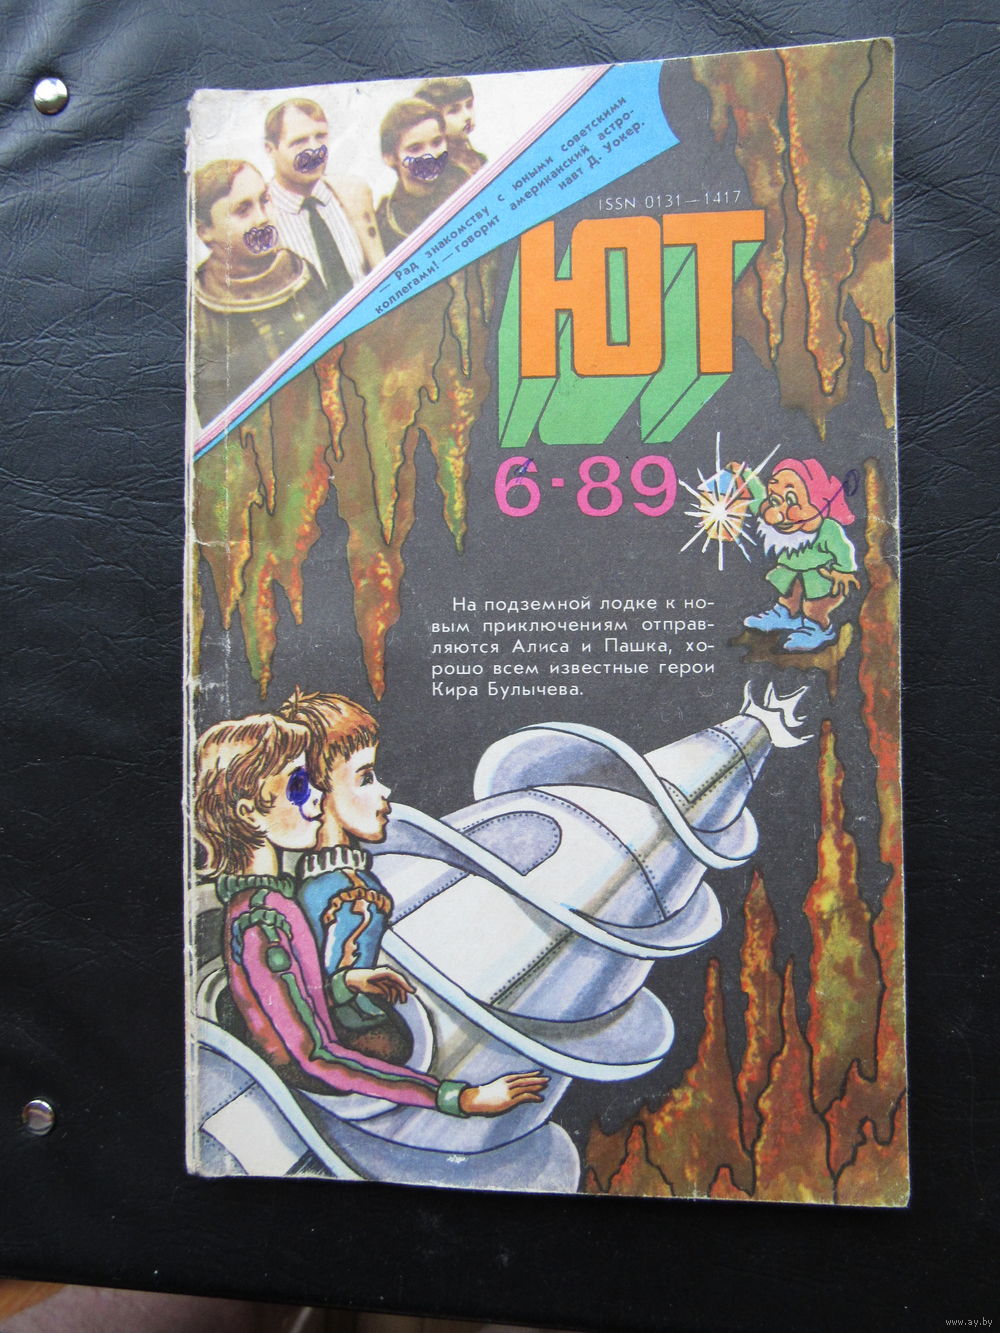 — Рад знакомству с юными советскими
коллегами! — говорит американский астро-
навт Д. Уокер.
ISSN 0131—1417
ЮТ
6-89
На подземной лодке к но-
вым приключениям отправ-
ляются Алиса и Пашка, хо-
рошо всем известные герои
Кира Булычева.
www.ay.by